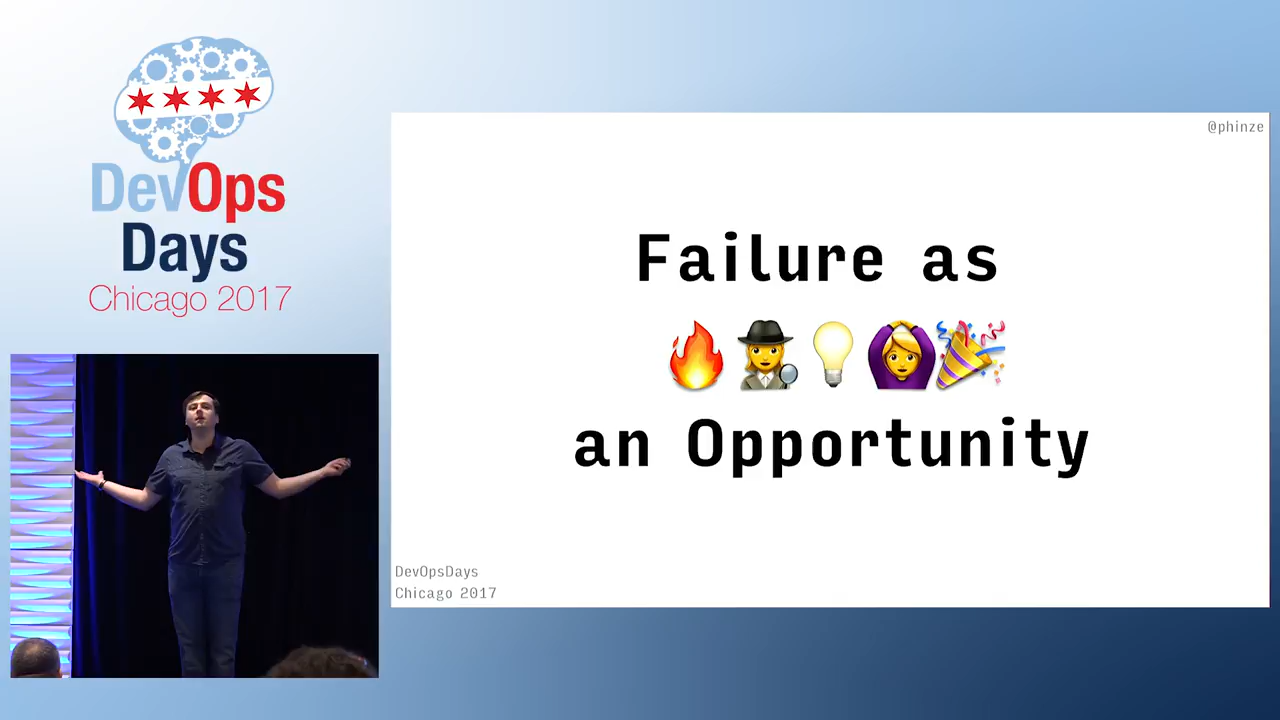 DevOps
Days
Chicago 2017
@phinze
Failure as
🔥🕵️‍♀️💡🙆‍♀️🎉
an Opportunity
DevOpsDays
Chicago 2017